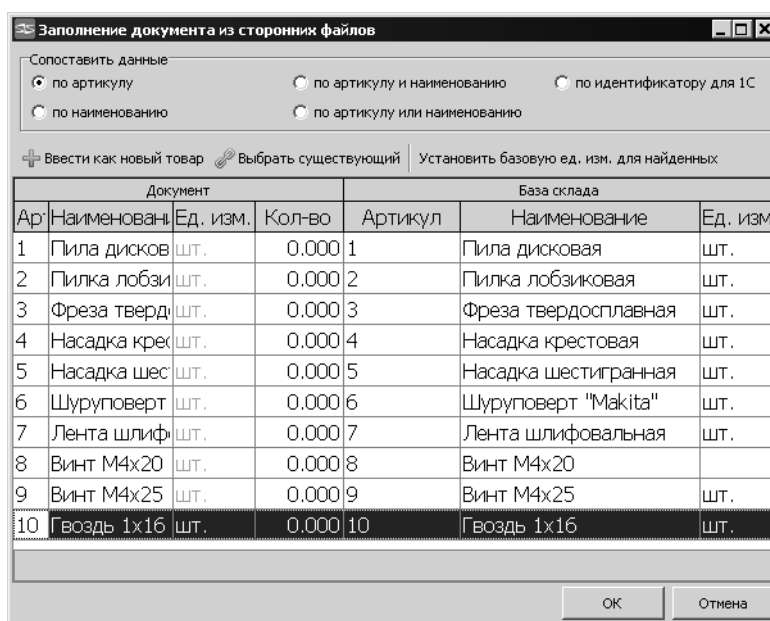 Заполнение документа из сторонних файлов
Сопоставить данные
по артикулу по артикулу и наименованию по идентификатору для 1С
по наименованию по артикулу или наименованию
Ввести как новый товар Выбрать существующий Установить базовую ед. изм. для найденных
Документ База склада
Арт Наименовани Ед. изм. Кол-во Артикул Наименование Ед. изм
1 Пила дисков шт. 0.000 1 Пила дисковая шт.
2 Пилка лобзи шт. 0.000 2 Пилка лобзиковая шт.
3 Фреза тверд шт. 0.000 3 Фреза твердосплавная шт.
4 Насадка крес шт. 0.000 4 Насадка крестовая шт.
5 Насадка шес шт. 0.000 5 Насадка шестигранная шт.
6 Шуруповерт шт. 0.000 6 Шуруповерт "Makita" шт.
7 Лента шлиф шт. 0.000 7 Лента шлифовальная шт.
8 Винт М4х20 шт. 0.000 8 Винт М4х20
9 Винт М4х25 шт. 0.000 9 Винт М4х25 шт.
10 Гвоздь 1х16 шт. 0.000 10 Гвоздь 1х16 шт.
ОК Отмена